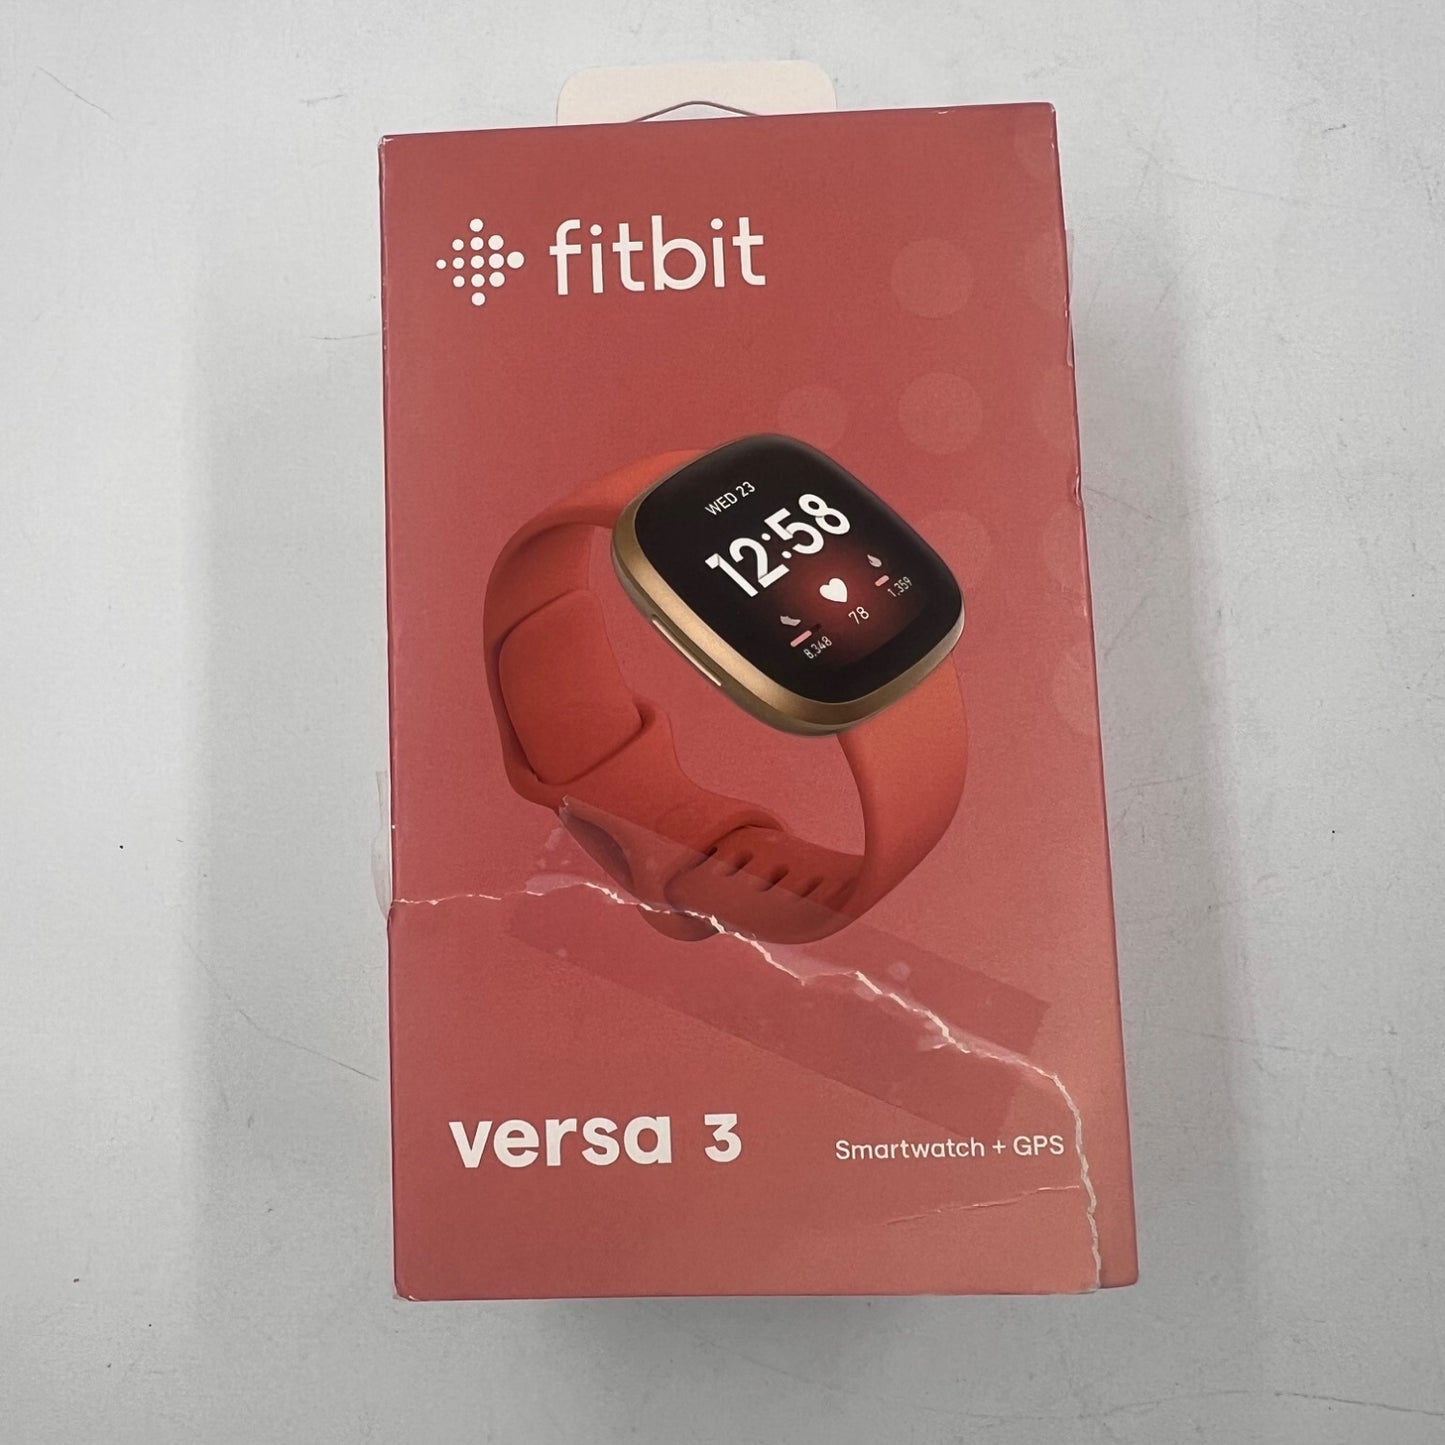 fitbit
WED 23
12:58
8,348
78
1,359
versa 3
Smartwatch + GPS